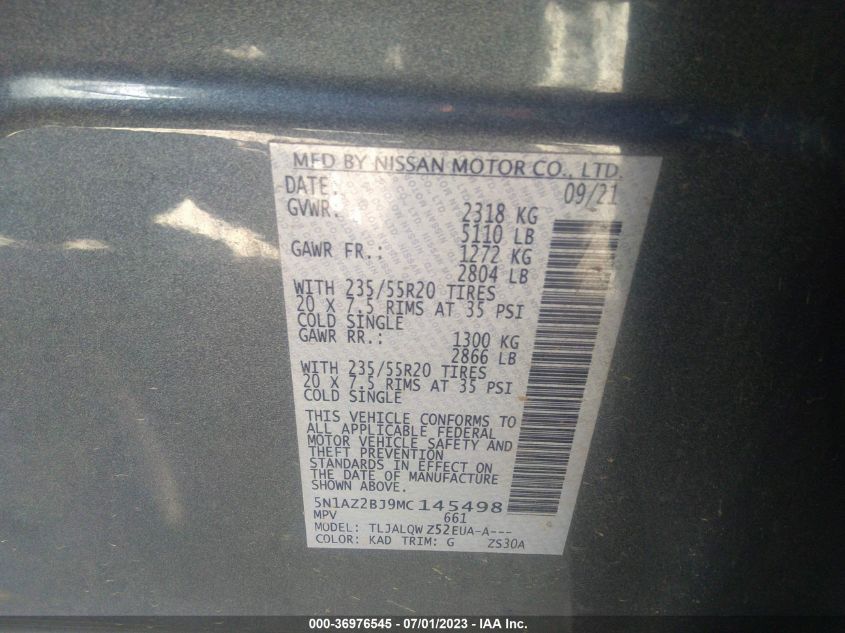 MFD BY NISSAN MOTOR CO., LTD.
DATE: 09/21
GVWR: 2318 KG
5110 LB
GAWR FR.: 1272 KG
2804 LB
WITH 235/55R20 TIRES
20 X 7.5 RIMS AT 35 PSI
COLD SINGLE
GAWR RR.: 1300 KG
2866 LB
WITH 235/55R20 TIRES
20 X 7.5 RIMS AT 35 PSI
COLD SINGLE
THIS VEHICLE CONFORMS TO
ALL APPLICABLE FEDERAL
MOTOR VEHICLE SAFETY AND
THEFT PREVENTION
STANDARDS IN EFFECT ON
THE DATE OF MANUFACTURE
SHOWN ABOVE.
5N1AZ2BJ9MC145498
MPV 661
MODEL: TLJALQW Z52EUA-A---
COLOR: KAD TRIM: G ZS30A
000-36976545 - 07/01/2023 - IAA Inc.